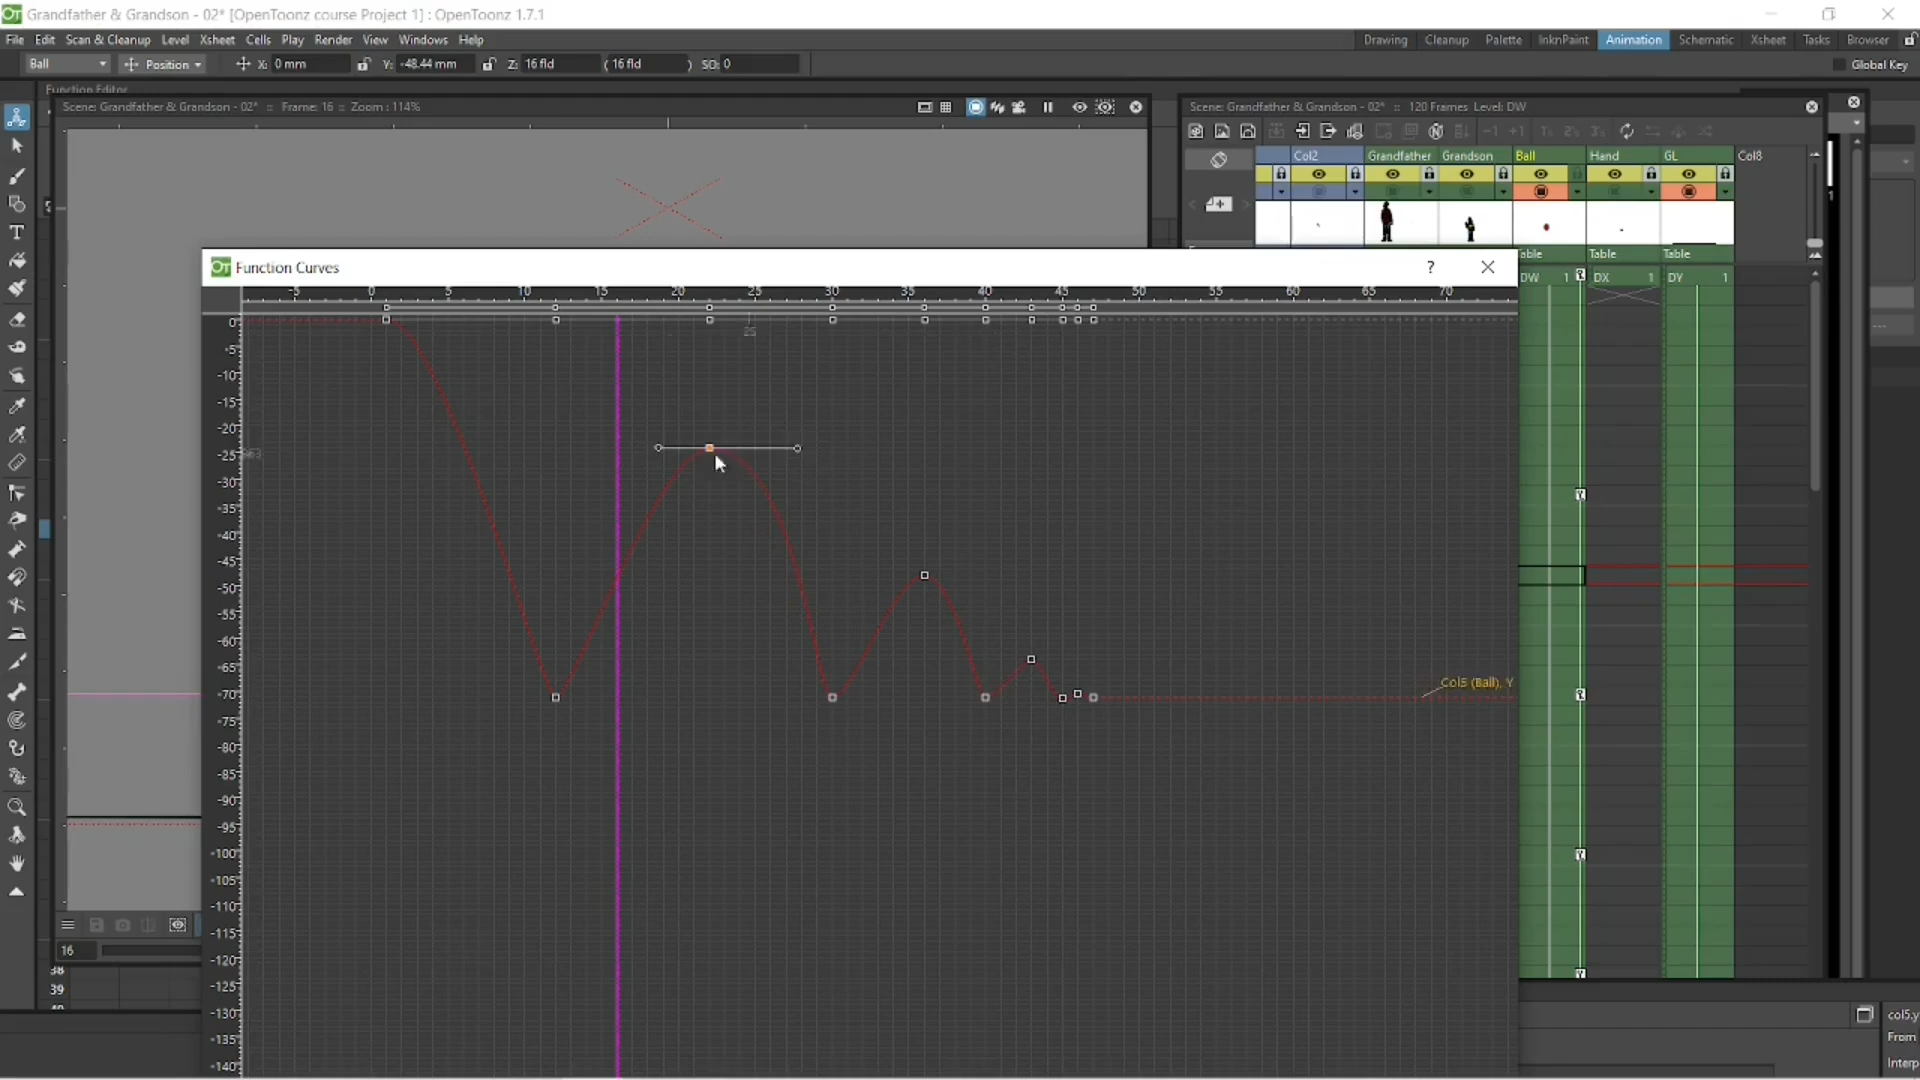 Grandfather & Grandson - 02* [OpenToonz course Project 1] : OpenToonz 1.7.1
File Edit Scan & Cleanup Level Xsheet Cells Play Render View Windows Help
Drawing Cleanup Palette InknPaint Animation Schematic Xsheet Tasks Browser
Ball Position X: 0 mm Y: -48.44 mm Z: 16 fld ( 16 fld ) SO: 0 Global Key
Function Editor
Scene: Grandfather & Grandson - 02* :: Frame: 16 :: Zoom : 114%
Scene: Grandfather & Grandson - 02* :: 120 Frames Level: DW
-1 +1 1's 2's 3's
Col2 Grandfather Grandson Ball Hand GL Col8
able Table Table
DW 1 DX 1 DY 1
Function Curves ?
-5 0 5 10 15 20 25 30 35 40 45 50 55 60 65 70
25
0
-5
-10
-15
-20
-25
-30
-35
-40
-45
-50
-55
-60
-65
-70
-75
-80
-85
-90
-95
-100
-105
-110
-115
-120
-125
-130
-135
-140
Col5 (Ball), Y
16
38
39
col5.y
From
Interp